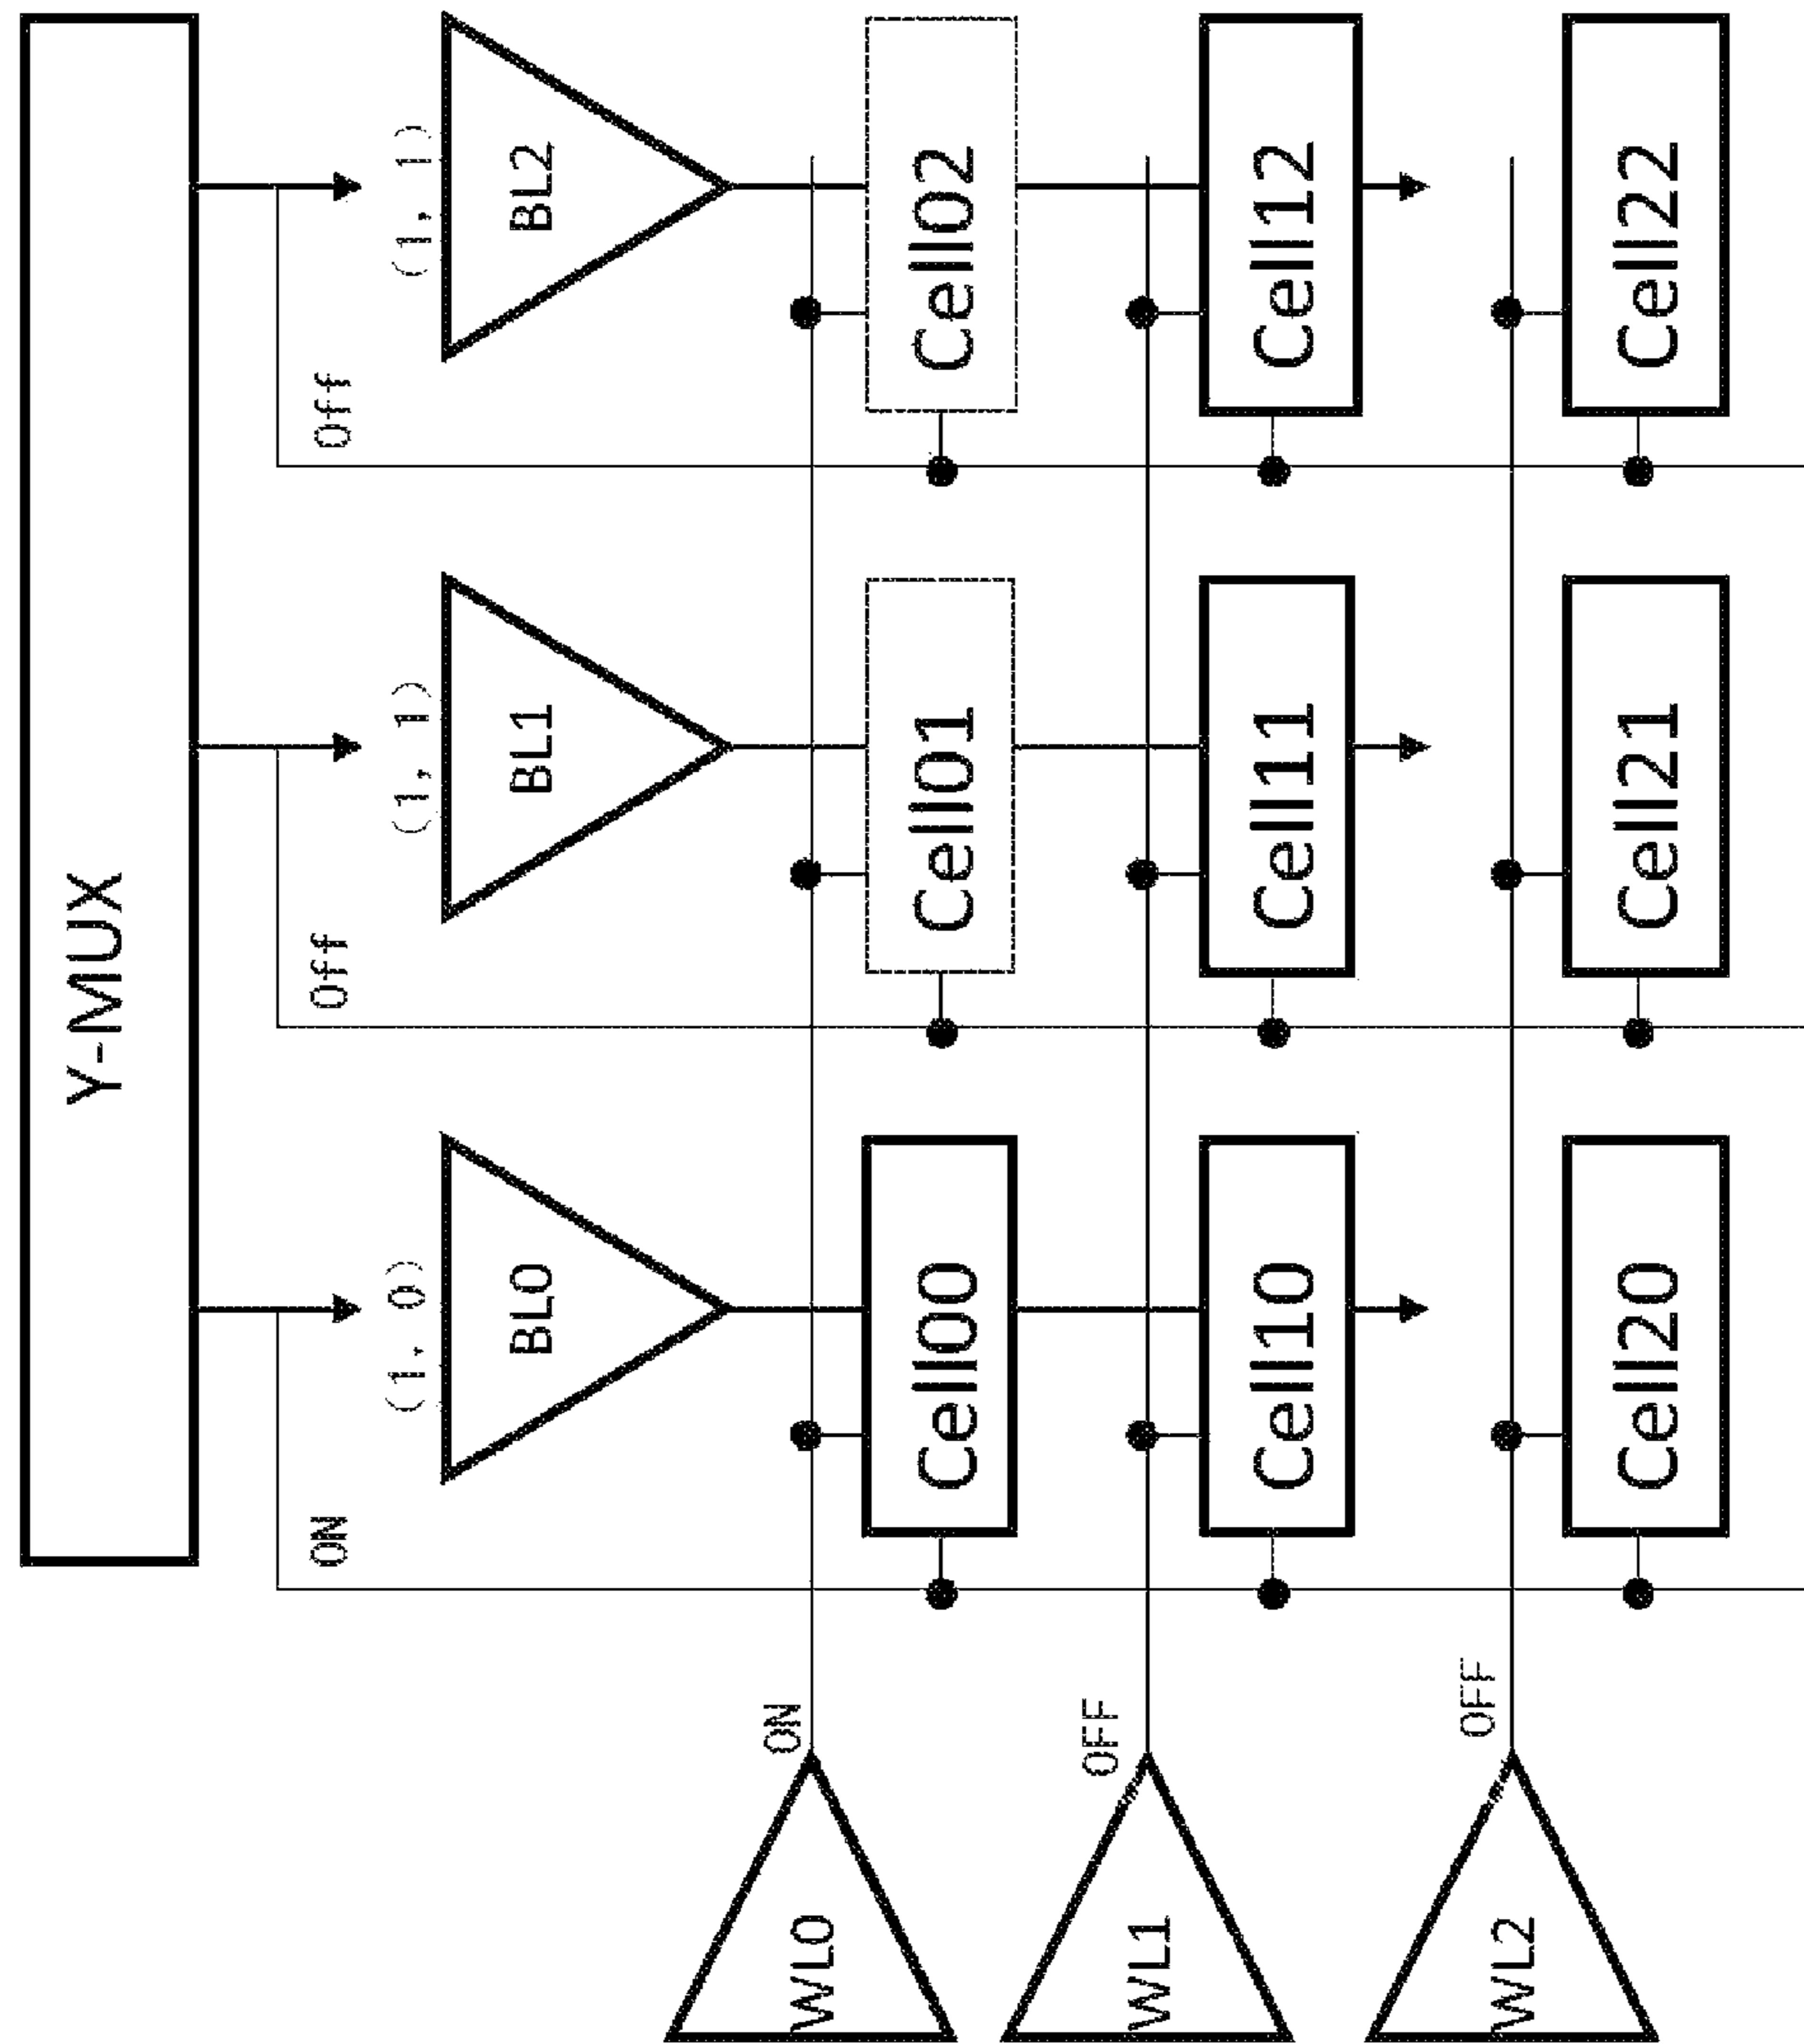 Y-MUX
ON
Off
Off
(1, 0)
(1, 1)
(1, 1)
BL0
BL1
BL2
WL0
ON
Cell00
Cell01
Cell02
WL1
OFF
Cell10
Cell11
Cell12
WL2
OFF
Cell20
Cell21
Cell22